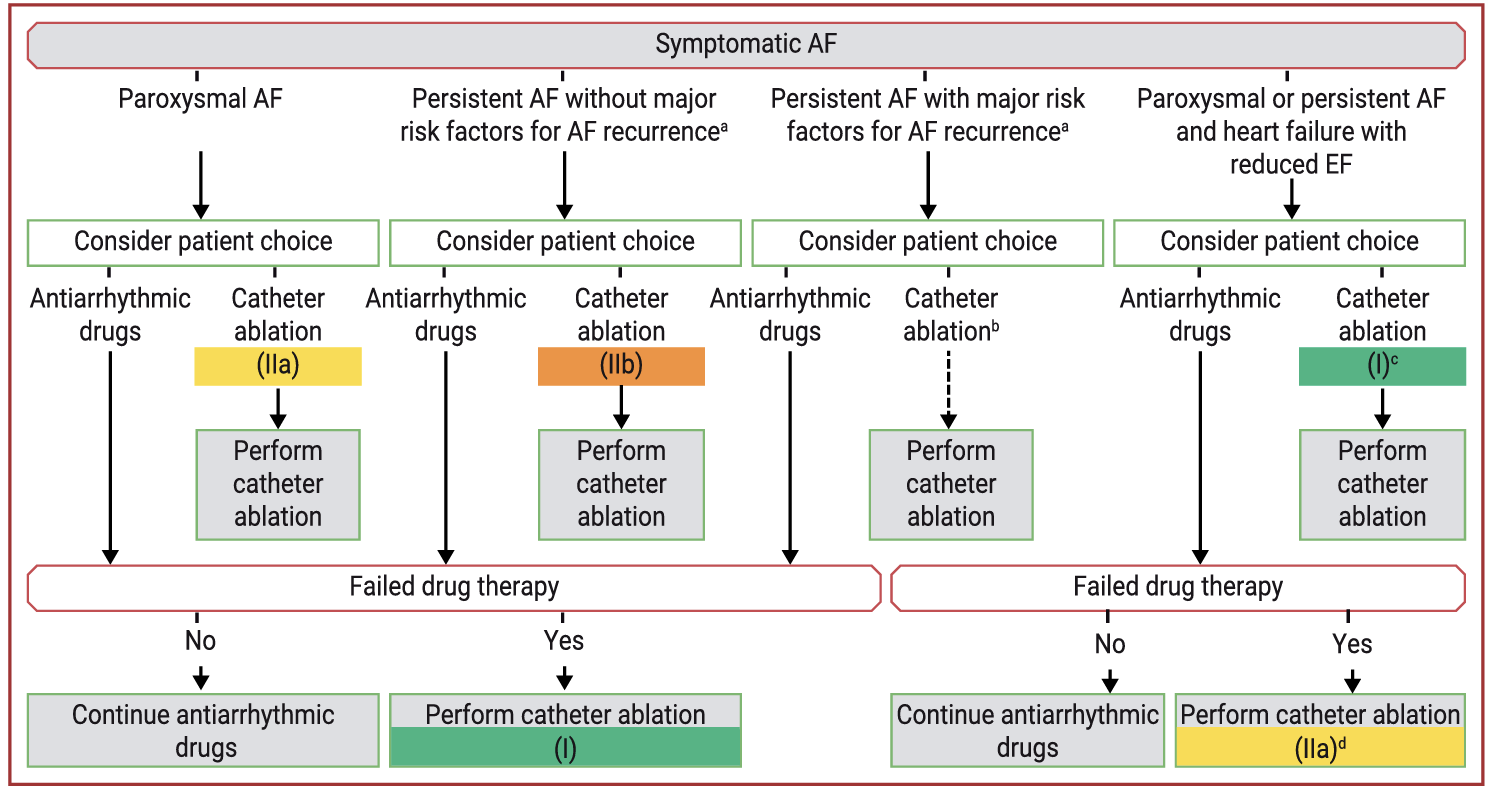 Symptomatic AF
Paroxysmal AF
Persistent AF without major
risk factors for AF recurrenceᵃ
Persistent AF with major risk
factors for AF recurrenceᵃ
Paroxysmal or persistent AF
and heart failure with
reduced EF
Consider patient choice
Consider patient choice
Consider patient choice
Consider patient choice
Antiarrhythmic
drugs
Catheter
ablation
(IIa)
Antiarrhythmic
drugs
Catheter
ablation
(IIb)
Antiarrhythmic
drugs
Catheter
ablationᵇ
Antiarrhythmic
drugs
Catheter
ablation
(I)ᶜ
Perform
catheter
ablation
Perform
catheter
ablation
Perform
catheter
ablation
Perform
catheter
ablation
Failed drug therapy
Failed drug therapy
No
Yes
No
Yes
Continue antiarrhythmic
drugs
Perform catheter ablation
(I)
Continue antiarrhythmic
drugs
Perform catheter ablation
(IIa)ᵈ